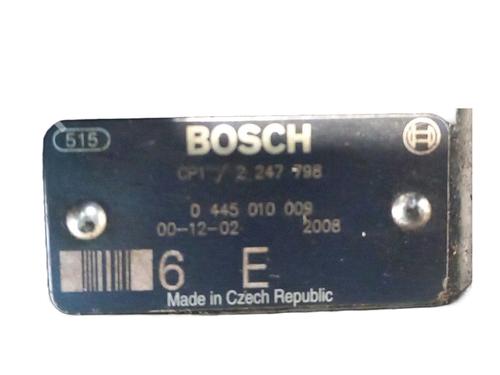 515 BOSCH
CP1 / 2 247 798
0 445 010 009
00-12-02 2008
6 E
Made in Czech Republic